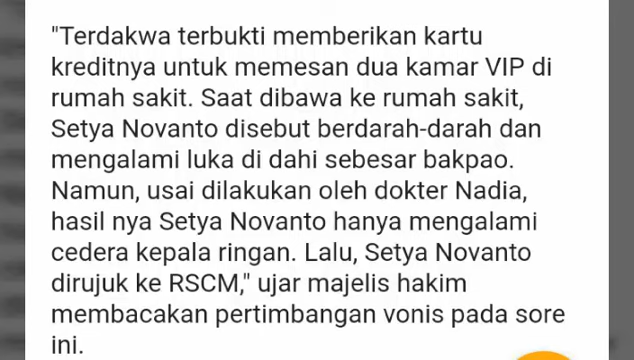 "Terdakwa terbukti memberikan kartu
kreditnya untuk memesan dua kamar VIP di
rumah sakit. Saat dibawa ke rumah sakit,
Setya Novanto disebut berdarah-darah dan
mengalami luka di dahi sebesar bakpao.
Namun, usai dilakukan oleh dokter Nadia,
hasil nya Setya Novanto hanya mengalami
cedera kepala ringan. Lalu, Setya Novanto
dirujuk ke RSCM," ujar majelis hakim
membacakan pertimbangan vonis pada sore
ini.